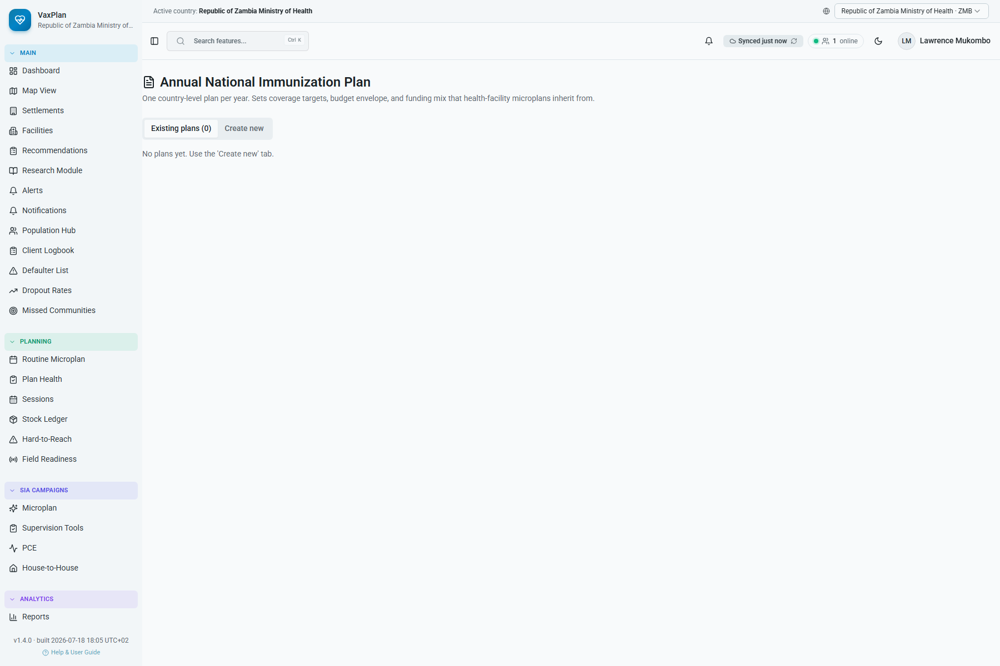 VaxPlan
Republic of Zambia Ministry of...
MAIN
Dashboard
Map View
Settlements
Facilities
Recommendations
Research Module
Alerts
Notifications
Population Hub
Client Logbook
Defaulter List
Dropout Rates
Missed Communities
PLANNING
Routine Microplan
Plan Health
Sessions
Stock Ledger
Hard-to-Reach
Field Readiness
SIA CAMPAIGNS
Microplan
Supervision Tools
PCE
House-to-House
ANALYTICS
Reports
v1.4.0 · built 2026-07-18 18:05 UTC+02
Help & User Guide
Active country: Republic of Zambia Ministry of Health
Republic of Zambia Ministry of Health · ZMB
Search features... Ctrl K
Synced just now
1 online
LM Lawrence Mukombo
Annual National Immunization Plan
One country-level plan per year. Sets coverage targets, budget envelope, and funding mix that health-facility microplans inherit from.
Existing plans (0) Create new
No plans yet. Use the 'Create new' tab.